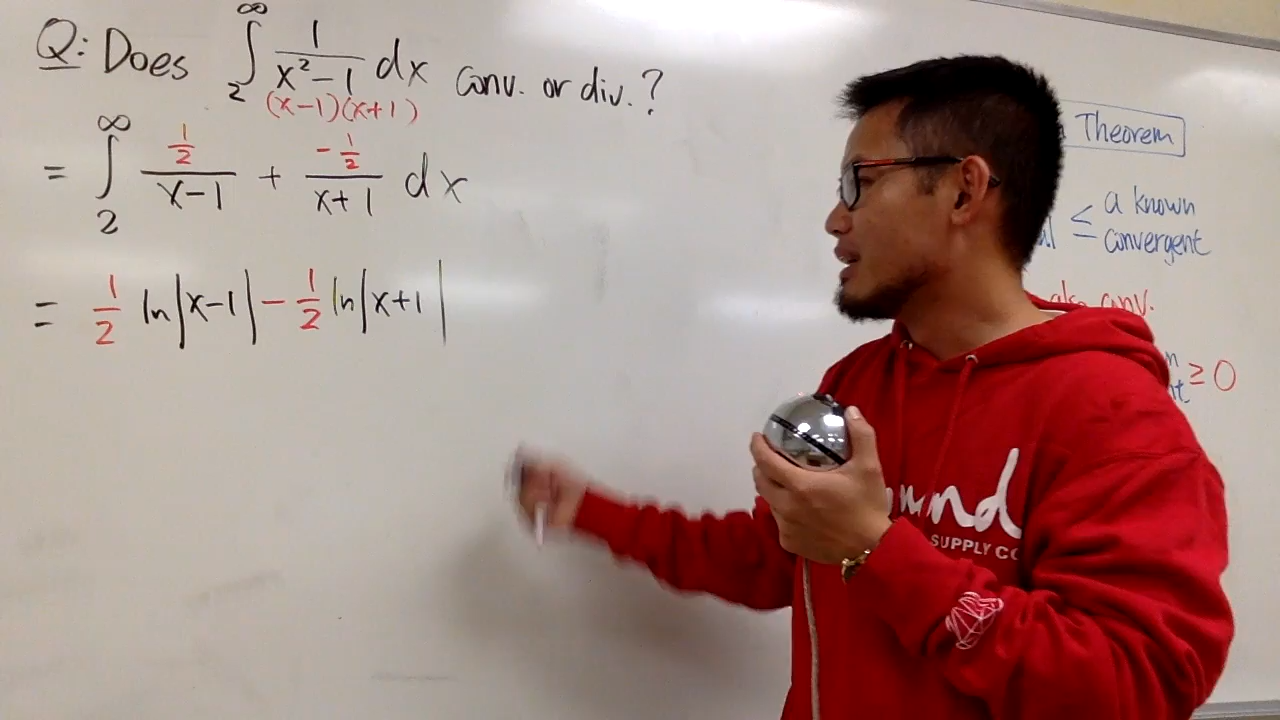 Q: Does ∫₂^∞ 1/(x²-1) dx conv. or div.?
(x-1)(x+1)
= ∫₂^∞ (1/2)/(x-1) + (-1/2)/(x+1) dx
= 1/2 ln|x-1| - 1/2 ln|x+1|
Theorem
≤ a known
convergent
also conv.
≥ 0
nd
SUPPLY CO